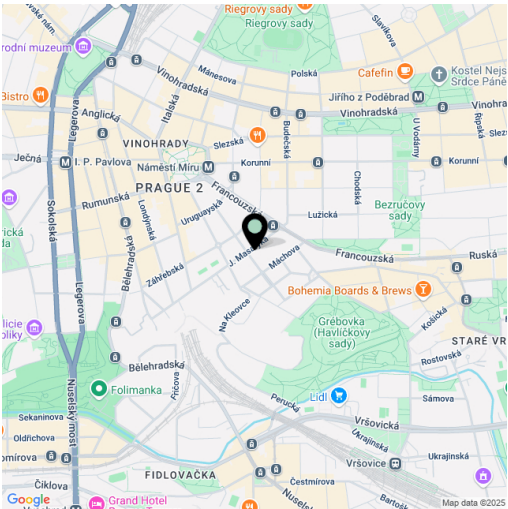 Riegrovy sady
Riegrovy sady
Slavíkova
rodní muzeum
Polská
Mánesova
Vinohradská
Cafefin
Kostel Nejs
Srdce Páně
Bistro
Italská
Legerova
Anglická
Jiřího z Poděbrad
Vinohradská
Vinohra
Řipská
U Vodárny
VINOHRADY
Slezská
Budečská
Ječná
I. P. Pavlova
Náměstí Míru
Korunní
Korunní
PRAGUE 2
Francouzská
Chodská
Rumunská
Londýnská
Uruguayská
Lužická
Bezručovy
sady
Sokolská
Bělehradská
J. Masaryka
Francouzská
Ruská
Záhřebská
Máchova
Legerova
Bohemia Boards & Brews
Na Kleovce
Grébovka
(Havlíčkovy
sady)
Košická
STARÉ VR
Bělehradská
Rostovská
Folimanka
Fričova
Lidl
Sámova
Perucká
Nuselský most
Vršovická
Sekaninova
Ukrajinská
Oldřichova
Vršovice
Ukrajinská
omírova
FIDLOVAČKA
Čestmírova
Čiklova
Grand Hotel
Nusel
Bartoš
Google
Map data ©2025